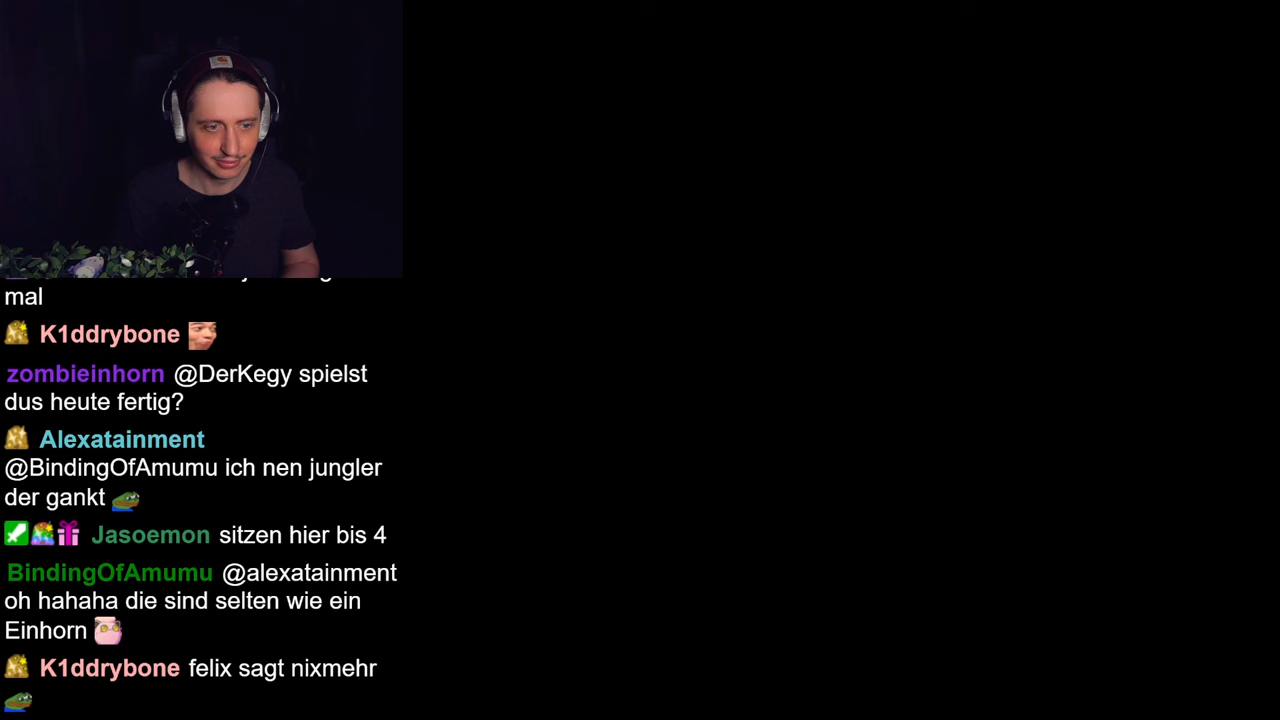 mal
K1ddrybone
zombieinhorn @DerKegy spielst
dus heute fertig?
Alexatainment
@BindingOfAmumu ich nen jungler
der gankt
Jasoemon sitzen hier bis 4
BindingOfAmumu @alexatainment
oh hahaha die sind selten wie ein
Einhorn
K1ddrybone felix sagt nixmehr